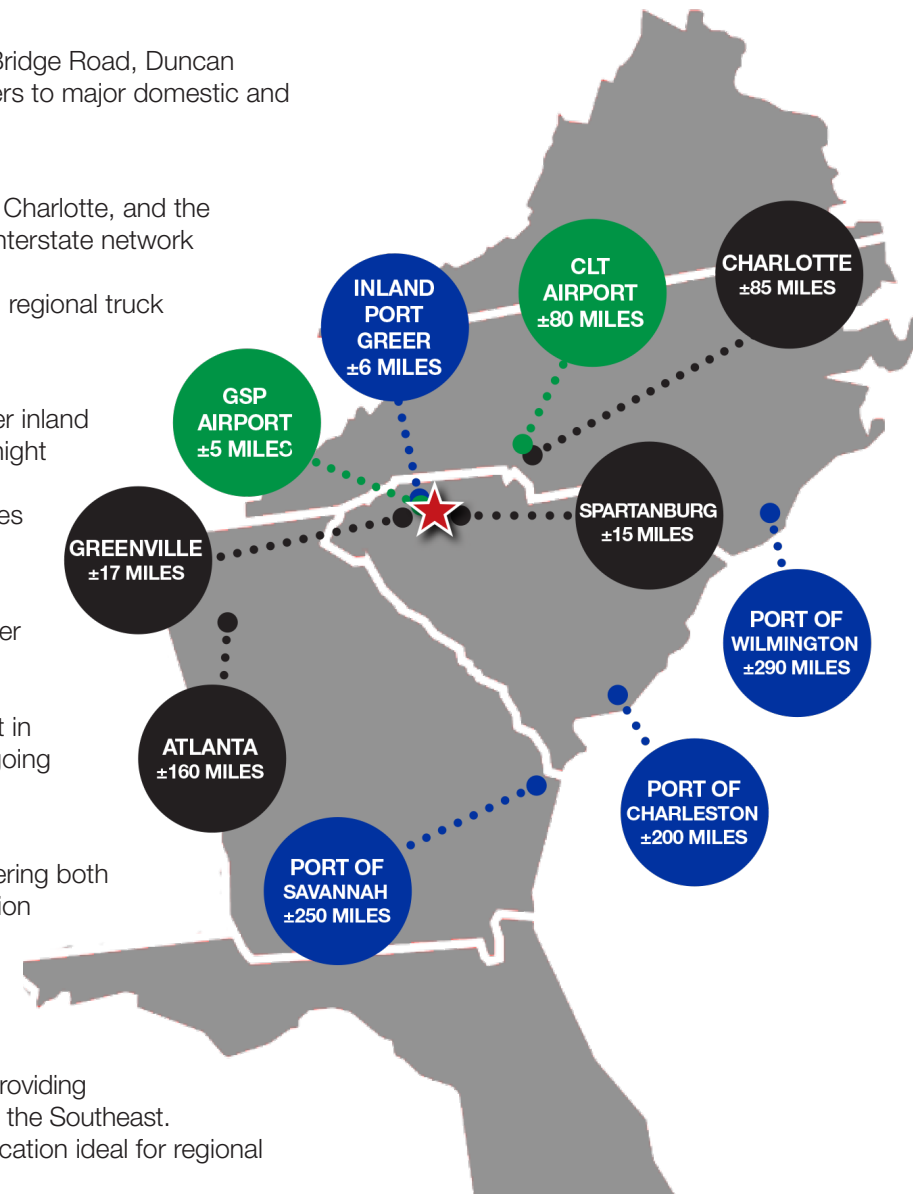 Bridge Road, Duncan
ers to major domestic and
Charlotte, and the
nterstate network
regional truck
er inland
night
es
er
t in
going
ering both
ion
roviding
the Southeast.
cation ideal for regional
INLAND
PORT
GREER
±6 MILES
CLT
AIRPORT
±80 MILES
CHARLOTTE
±85 MILES
GSP
AIRPORT
±5 MILES
GREENVILLE
±17 MILES
SPARTANBURG
±15 MILES
PORT OF
WILMINGTON
±290 MILES
ATLANTA
±160 MILES
PORT OF
CHARLESTON
±200 MILES
PORT OF
SAVANNAH
±250 MILES